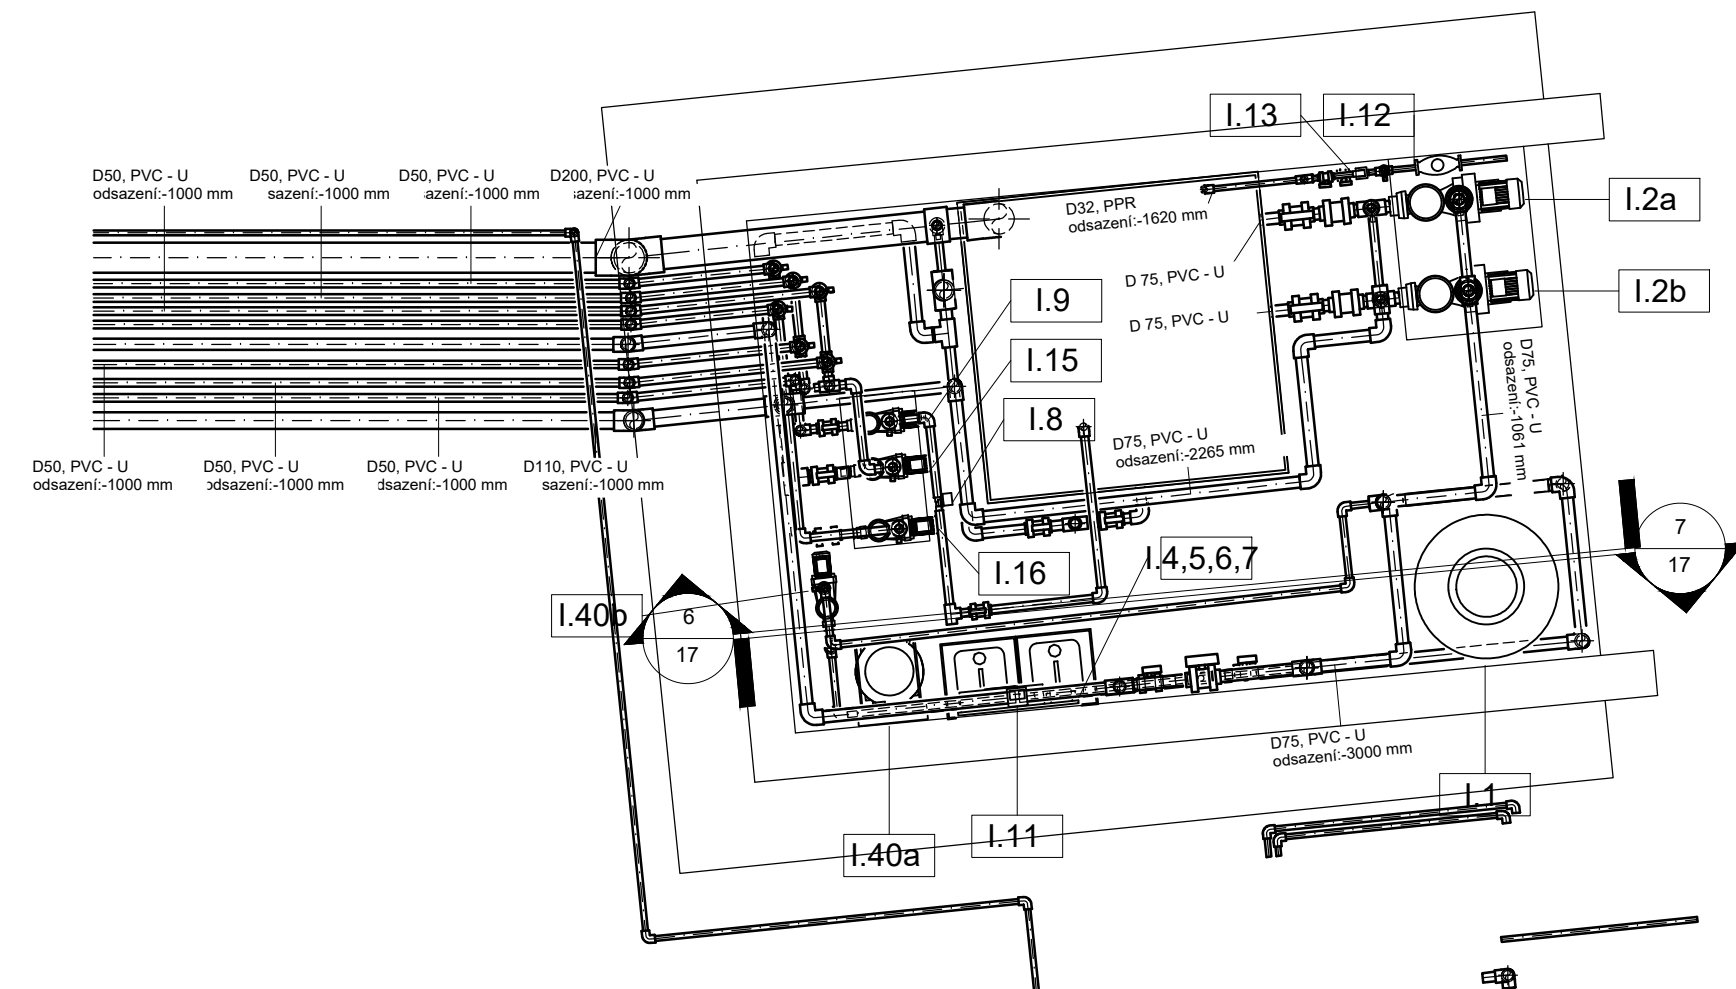 I.13
I.12
D50, PVC - U
odsazení:-1000 mm
D50, PVC - U
sazení:-1000 mm
D50, PVC - U
azení:-1000 mm
D200, PVC - U
azení:-1000 mm
D32, PPR
odsazení:-1620 mm
I.2a
D 75, PVC - U
I.2b
I.9
D 75, PVC - U
I.15
D75, PVC - U
odsazení:-1061 mm
I.8
D75, PVC - U
odsazení:-2265 mm
D50, PVC - U
odsazení:-1000 mm
D50, PVC - U
odsazení:-1000 mm
D50, PVC - U
dsazení:-1000 mm
D110, PVC - U
sazení:-1000 mm
7
17
I.4,5,6,7
I.16
I.40b
6
17
D75, PVC - U
odsazení:-3000 mm
I.1
I.11
I.40a